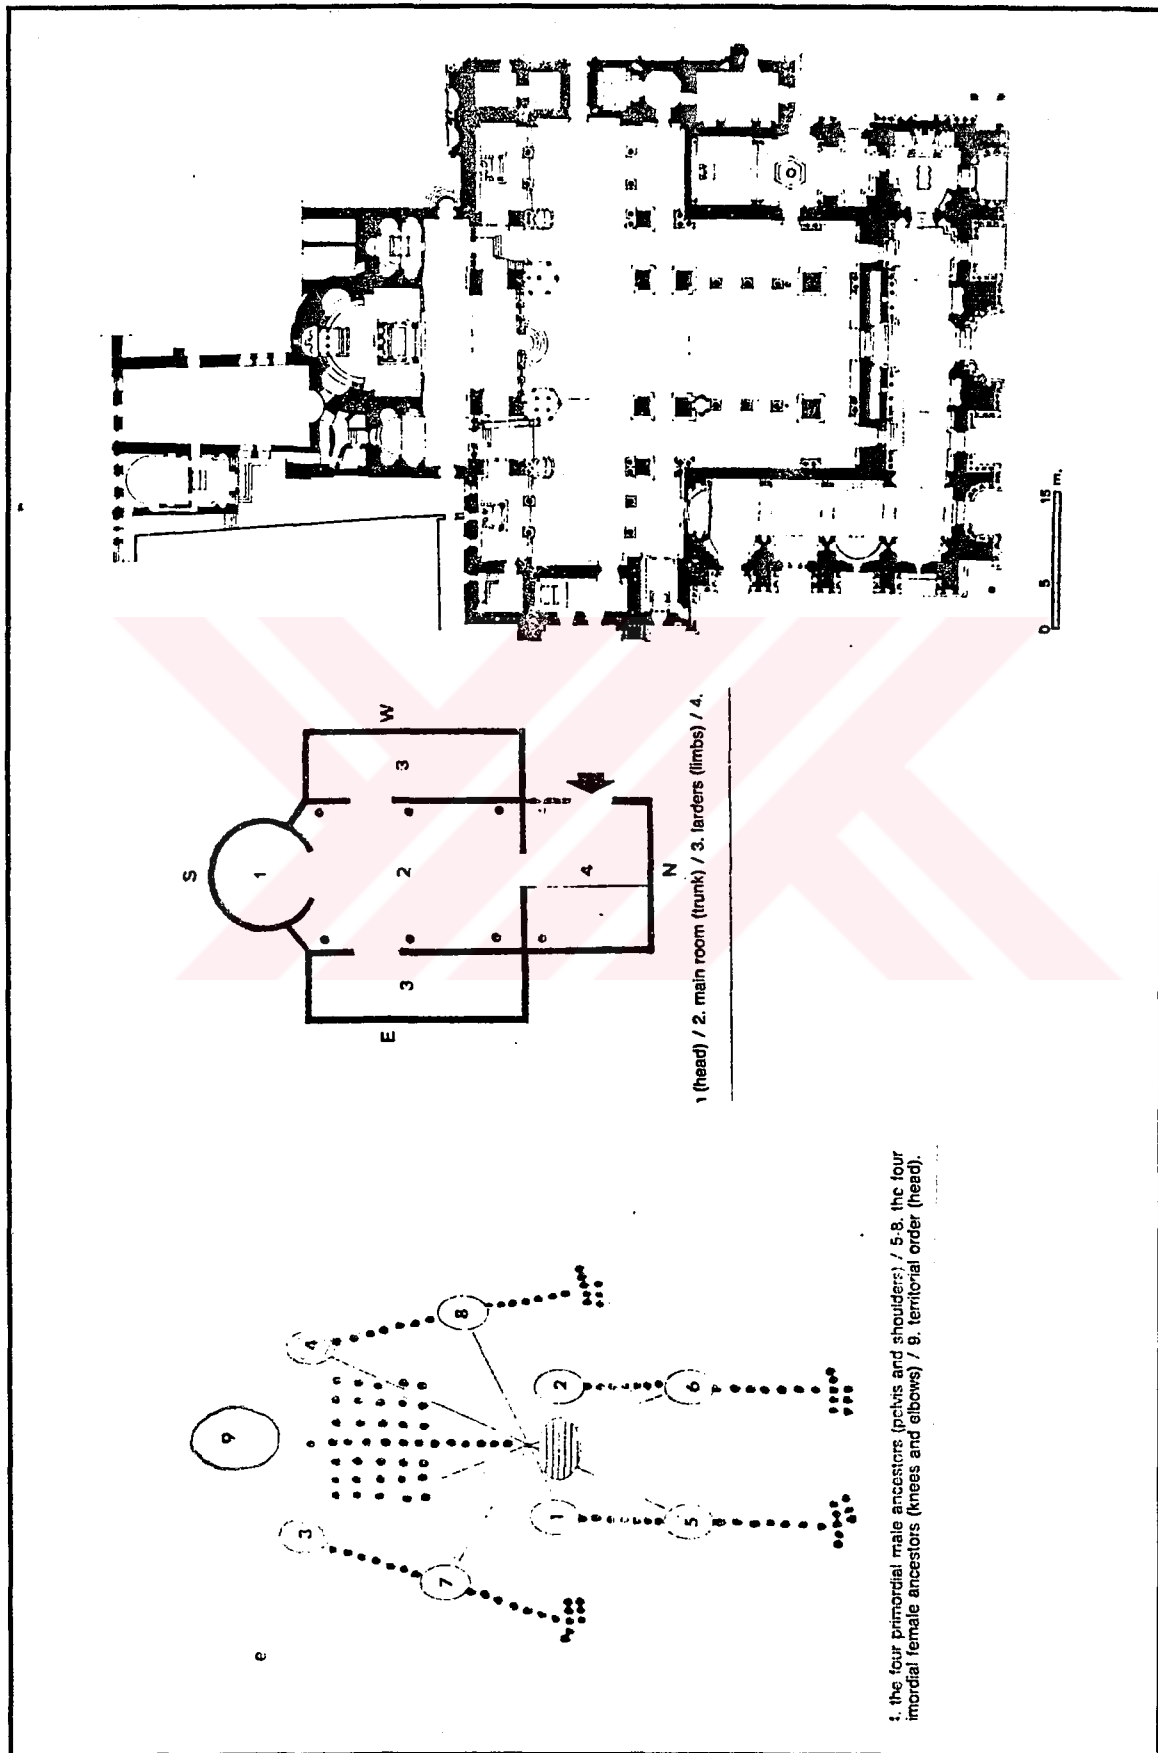 0 5 15 m.
S
W
3
1
2
4
3
E
N
(head) / 2. main room (trunk) / 3. larders (limbs) / 4.
e
9
4
3
8
7
2
1
6
5
the four primordial male ancestors (pelvis and shoulders) / 5-8. the four
imordial female ancestors (knees and elbows) / 9. territorial order (head).